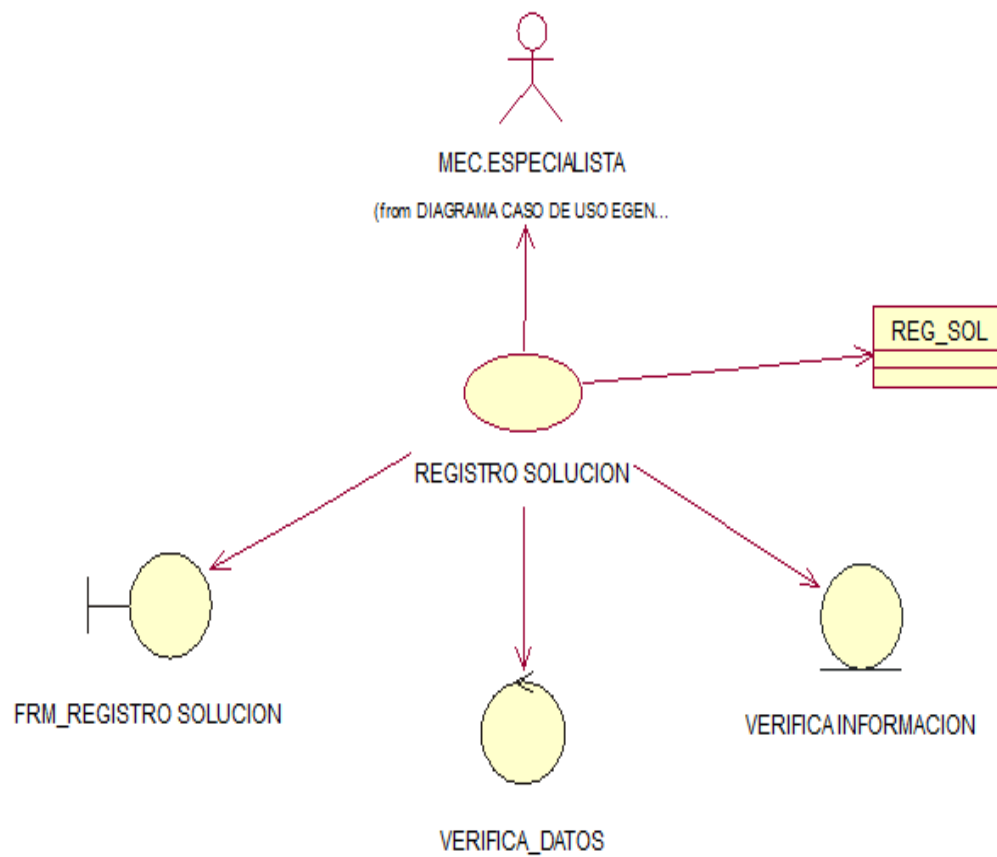 MEC.ESPECIALISTA
(from DIAGRAMA CASO DE USO EGEN...
REG_SOL
REGISTRO SOLUCION
FRM_REGISTRO SOLUCION
VERIFICA INFORMACION
VERIFICA_DATOS